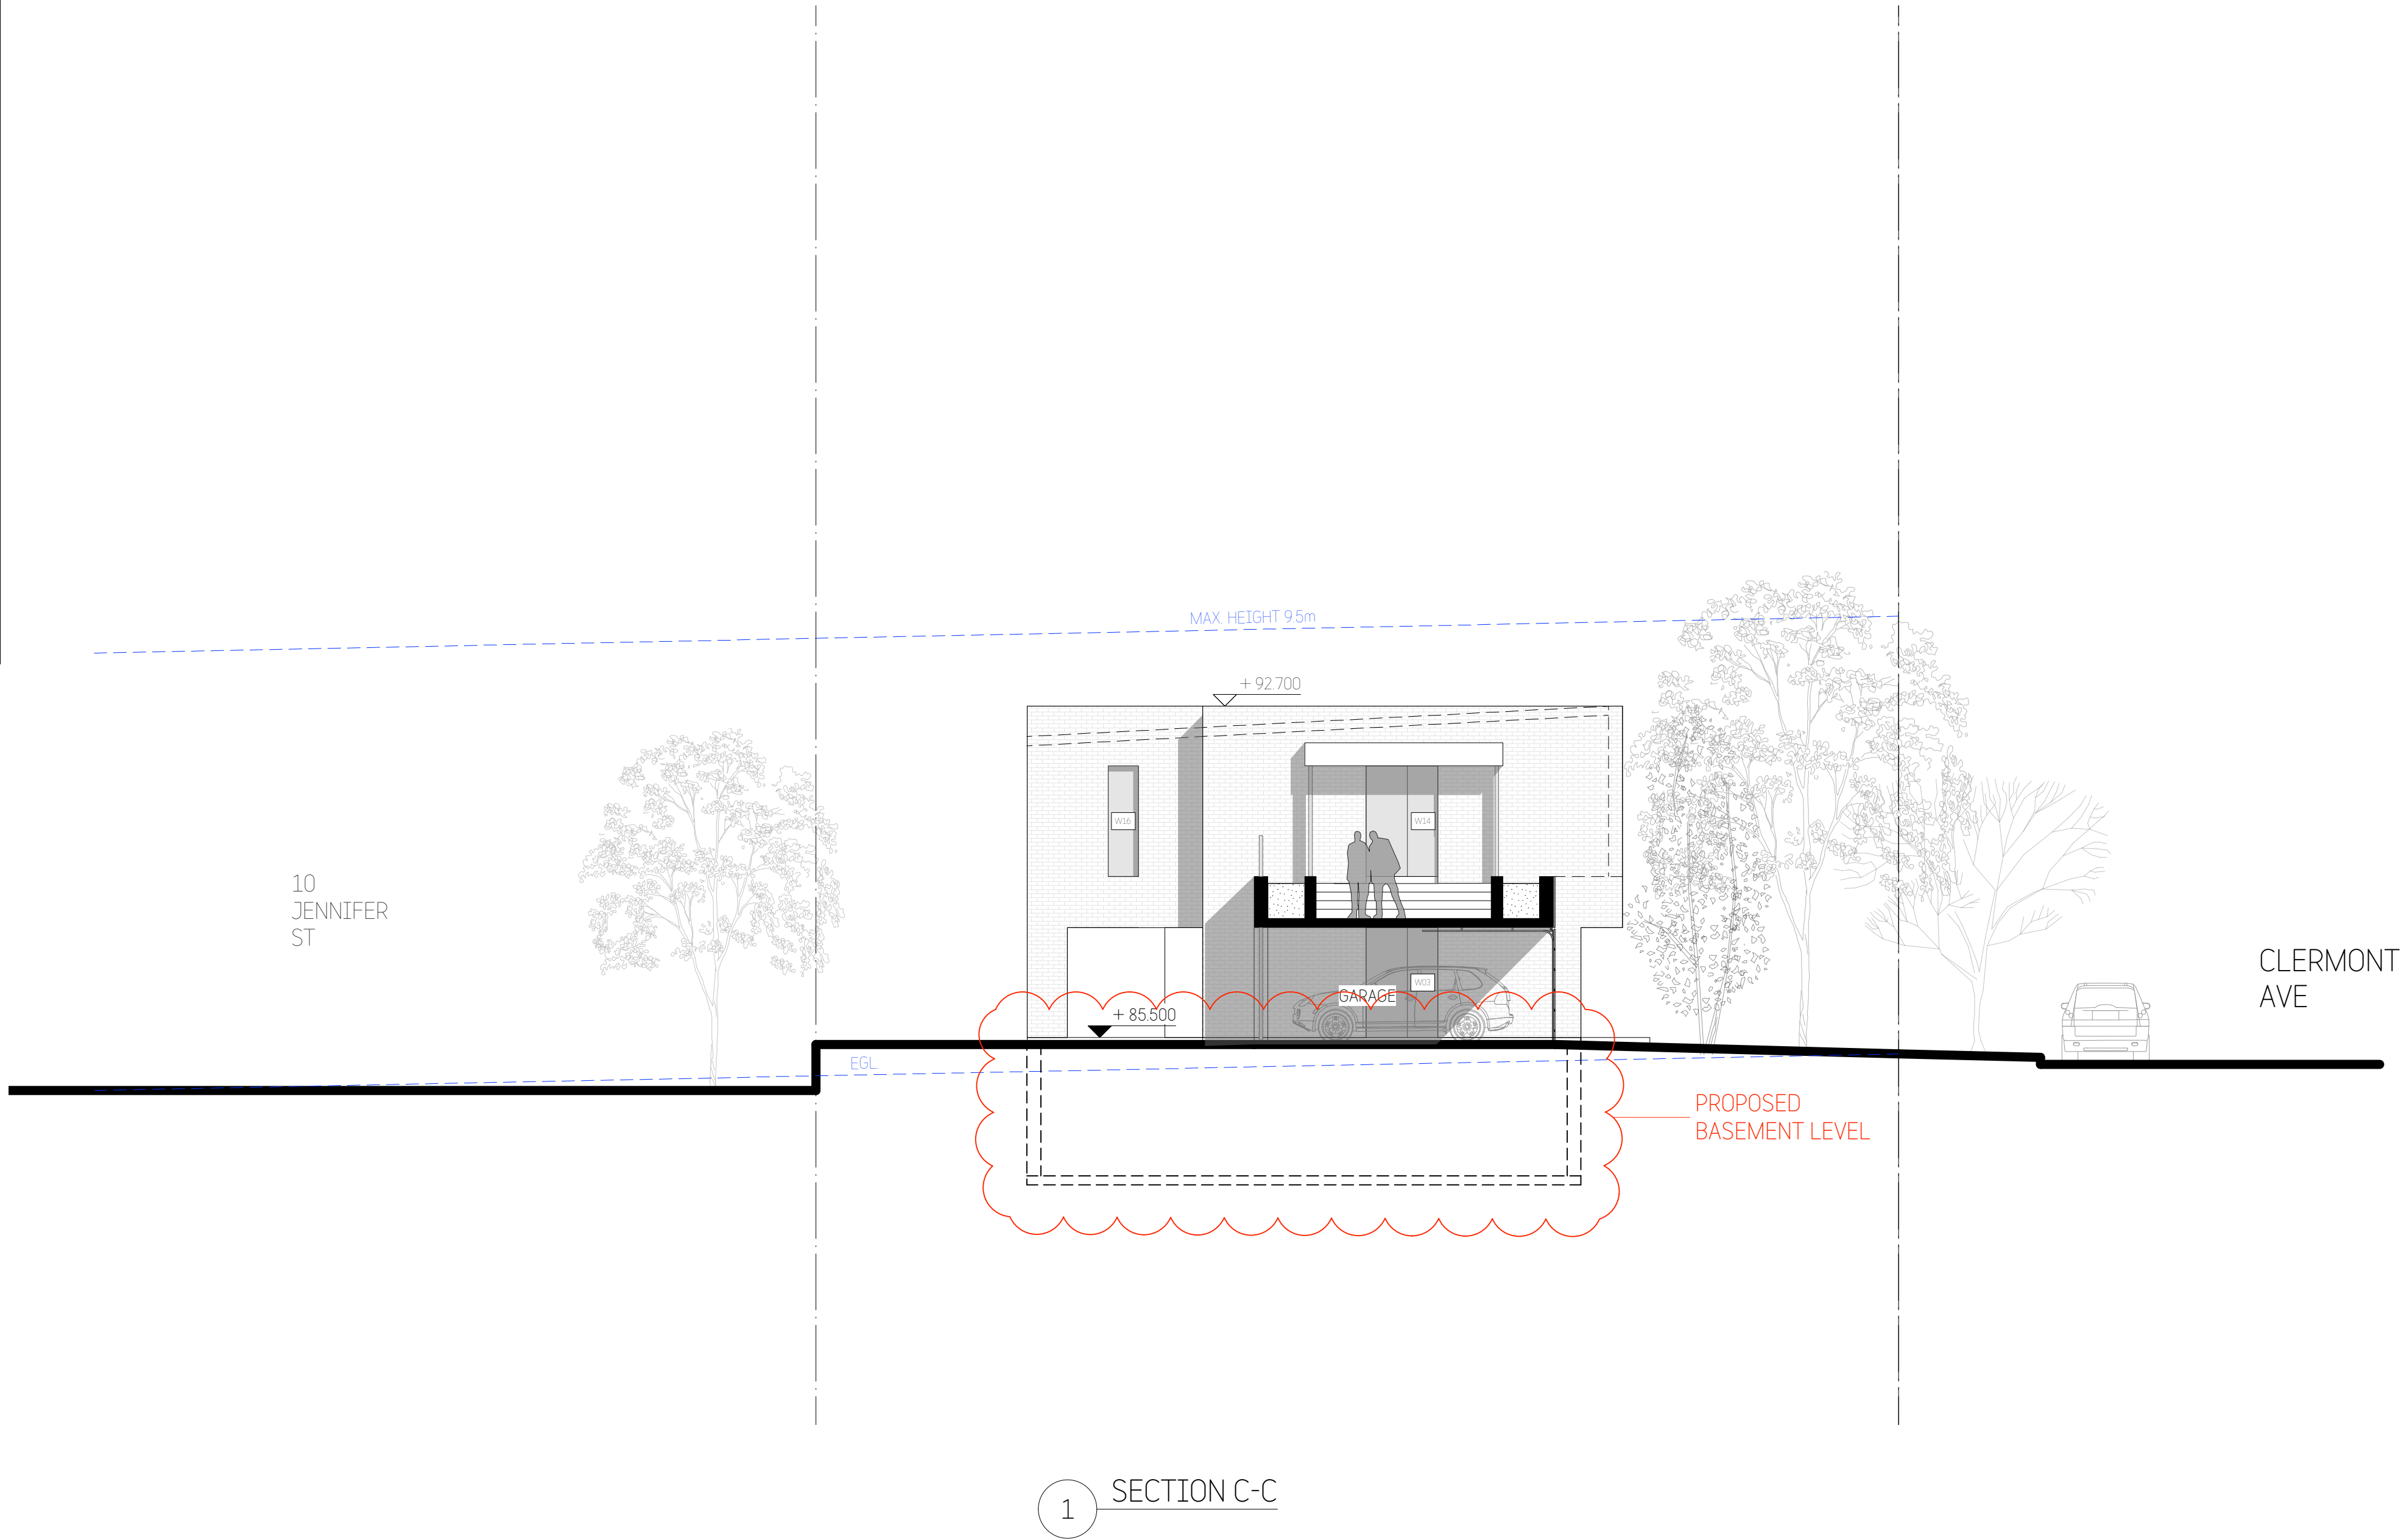 MAX. HEIGHT 9.5m
+ 92.700
W16
W14
10
JENNIFER
ST
CLERMONT
AVE
W03
GARAGE
+ 85.500
EGL.
PROPOSED
BASEMENT LEVEL
1
SECTION C-C